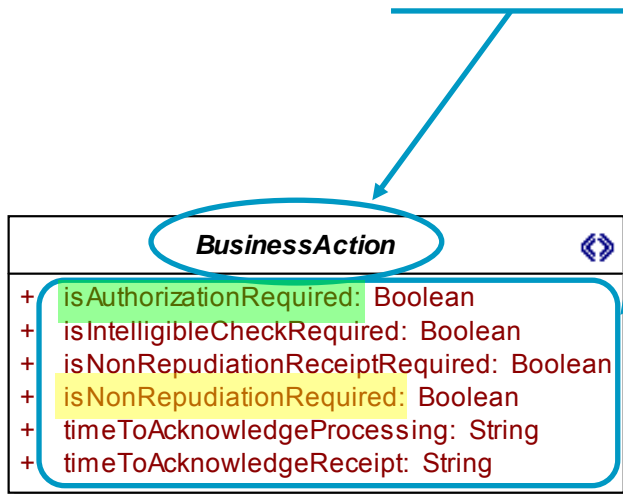 BusinessAction
+ isAuthorizationRequired: Boolean
+ isIntelligibleCheckRequired: Boolean
+ isNonRepudiationReceiptRequired: Boolean
+ isNonRepudiationRequired: Boolean
+ timeToAcknowledgeProcessing: String
+ timeToAcknowledgeReceipt: String